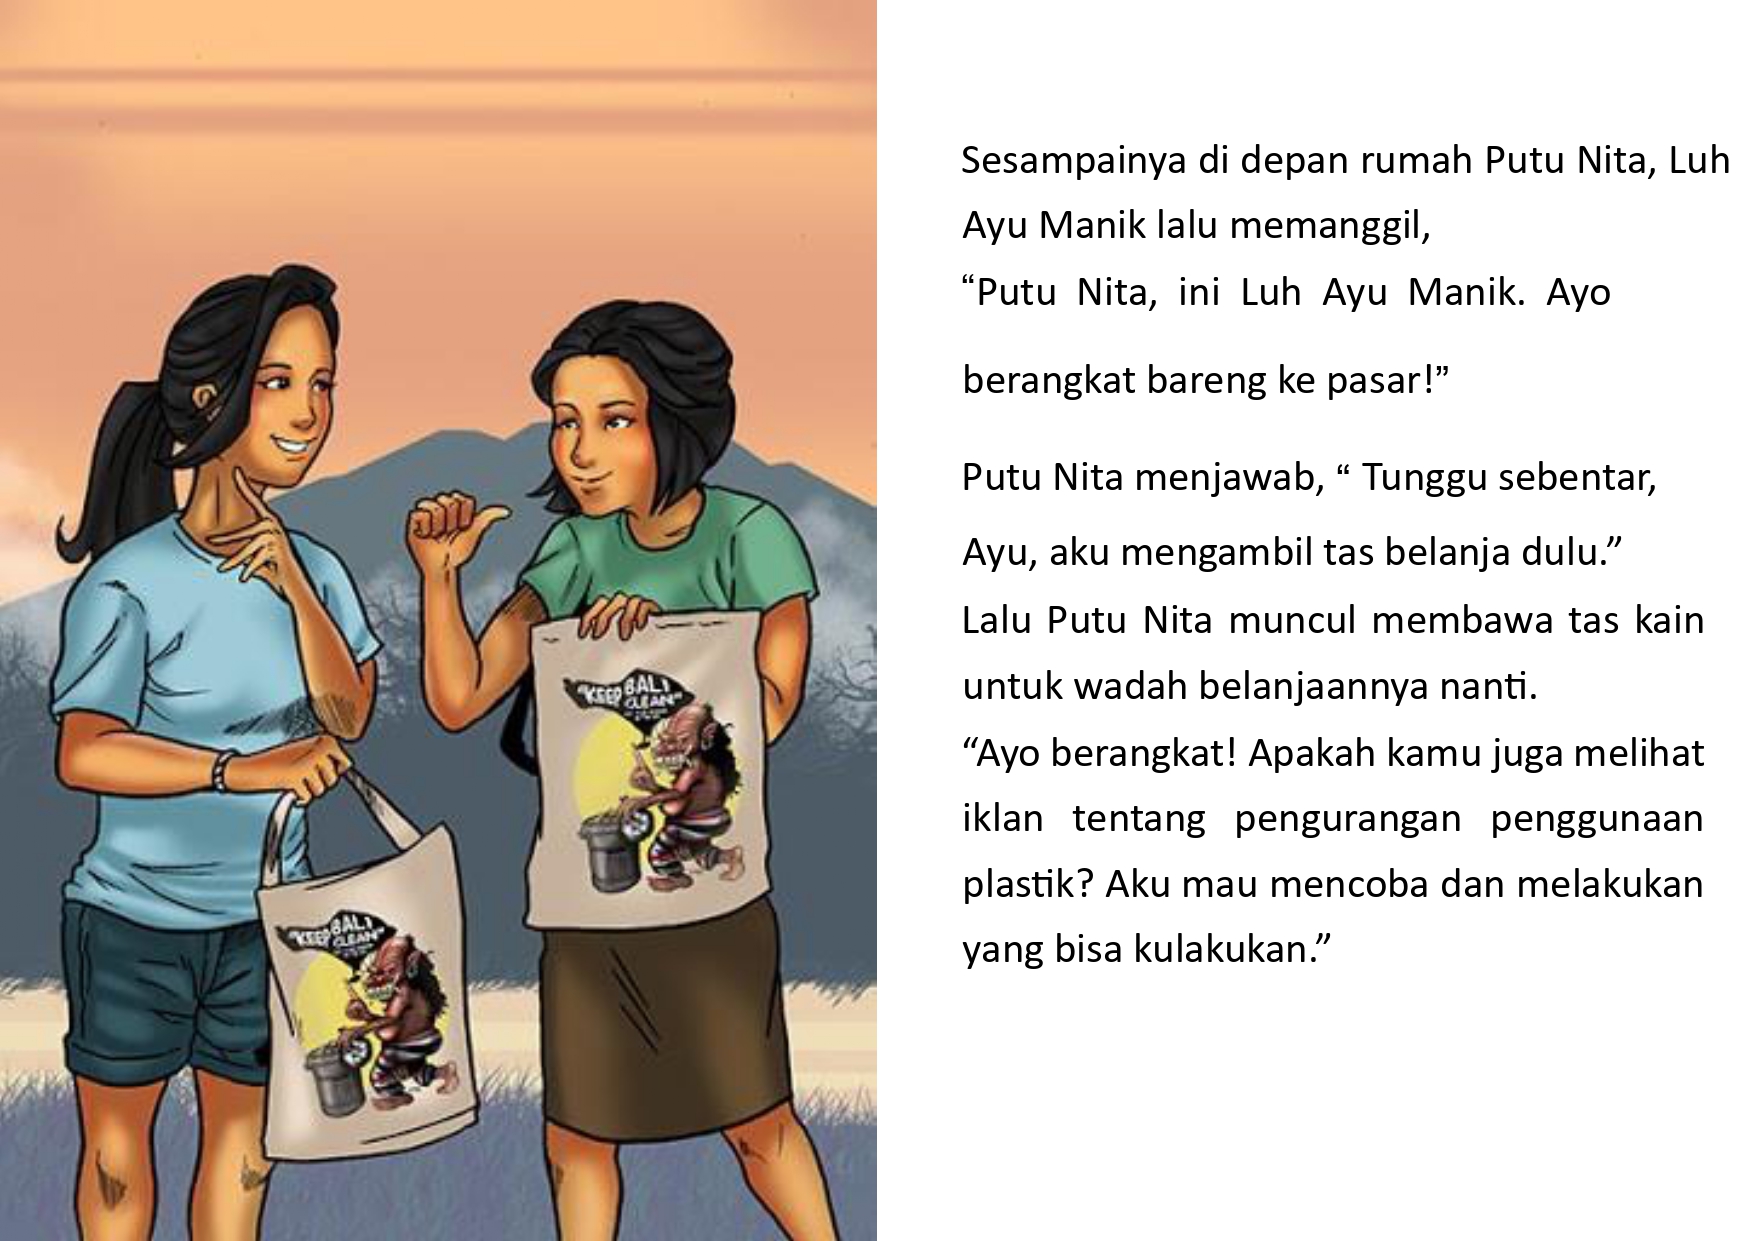 Sesampainya di depan rumah Putu Nita, Luh
Ayu Manik lalu memanggil,
“Putu Nita, ini Luh Ayu Manik. Ayo
berangkat bareng ke pasar!”
Putu Nita menjawab, “ Tunggu sebentar,
Ayu, aku mengambil tas belanja dulu.”
Lalu Putu Nita muncul membawa tas kain
untuk wadah belanjaannya nanti.
“Ayo berangkat! Apakah kamu juga melihat
iklan tentang pengurangan penggunaan
plastik? Aku mau mencoba dan melakukan
yang bisa kulakukan.”
"KEEP BALI
CLEAN"
"KEEP BALI
CLEAN"